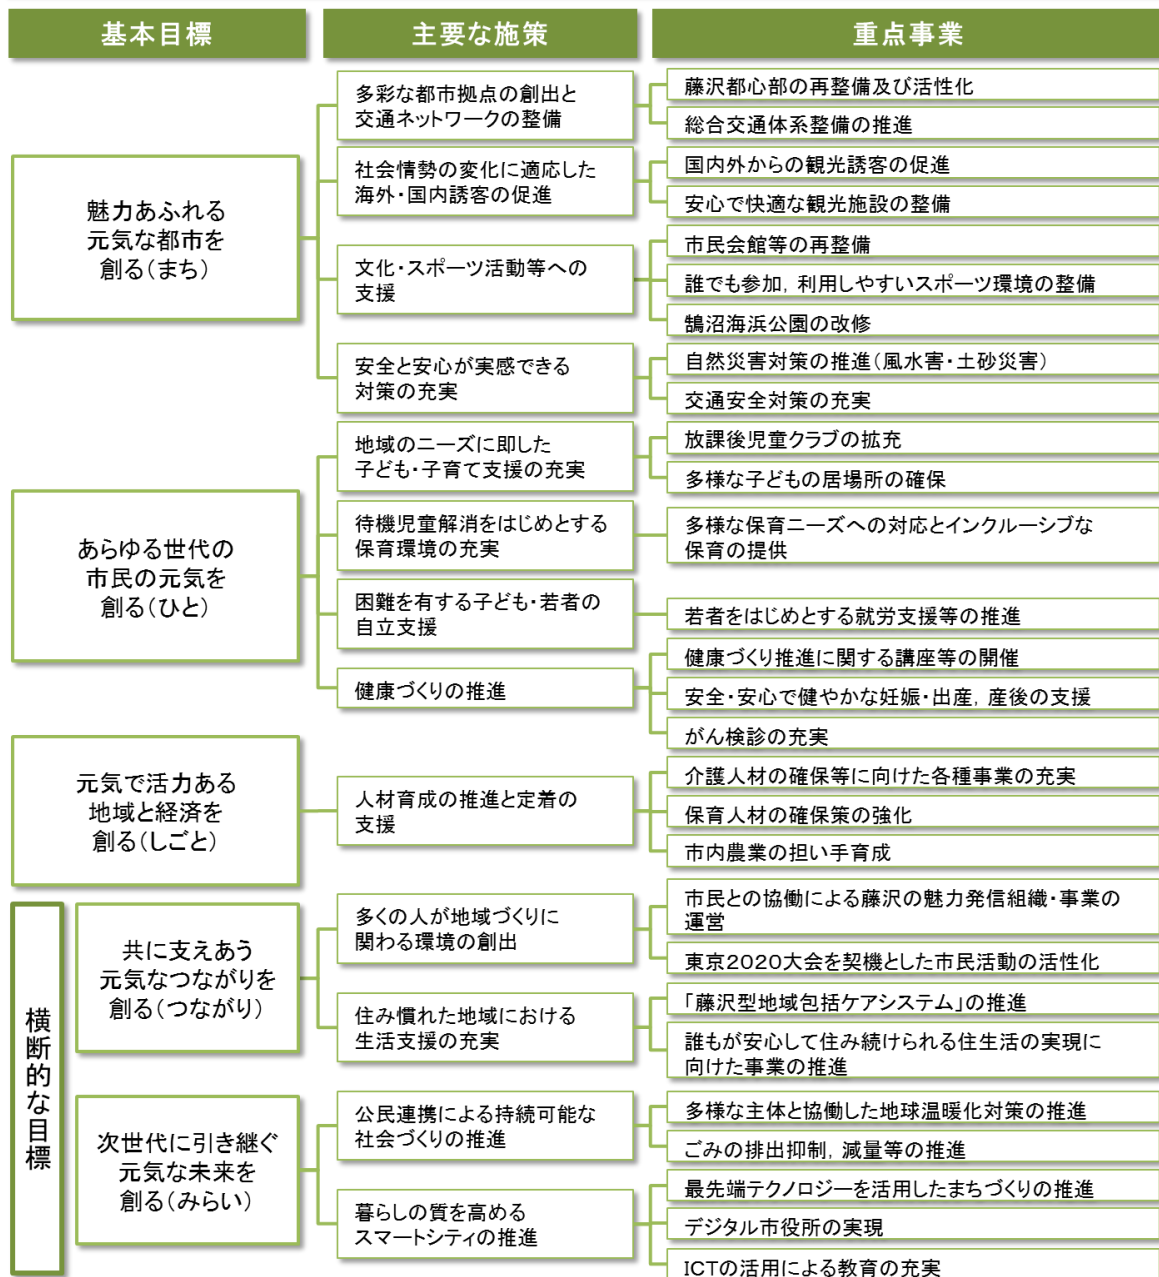 基本目標
主要な施策
重点事業
魅力あふれる
元気な都市を
創る(まち)
多彩な都市拠点の創出と
交通ネットワークの整備
藤沢都心部の再整備及び活性化
総合交通体系整備の推進
社会情勢の変化に適応した
海外・国内誘客の促進
国内外からの観光誘客の促進
安心で快適な観光施設の整備
文化・スポーツ活動等への
支援
市民会館等の再整備
誰でも参加,利用しやすいスポーツ環境の整備
鵠沼海浜公園の改修
安全と安心が実感できる
対策の充実
自然災害対策の推進(風水害・土砂災害)
交通安全対策の充実
あらゆる世代の
市民の元気を
創る(ひと)
地域のニーズに即した
子ども・子育て支援の充実
放課後児童クラブの拡充
多様な子どもの居場所の確保
待機児童解消をはじめとする
保育環境の充実
多様な保育ニーズへの対応とインクルーシブな
保育の提供
困難を有する子ども・若者の
自立支援
若者をはじめとする就労支援等の推進
健康づくりの推進
健康づくり推進に関する講座等の開催
安全・安心で健やかな妊娠・出産,産後の支援
がん検診の充実
元気で活力ある
地域と経済を
創る(しごと)
人材育成の推進と定着の
支援
介護人材の確保等に向けた各種事業の充実
保育人材の確保策の強化
市内農業の担い手育成
横断的な目標
共に支えあう
元気なつながりを
創る(つながり)
多くの人が地域づくりに
関わる環境の創出
市民との協働による藤沢の魅力発信組織・事業の
運営
東京2020大会を契機とした市民活動の活性化
住み慣れた地域における
生活支援の充実
「藤沢型地域包括ケアシステム」の推進
誰もが安心して住み続けられる住生活の実現に
向けた事業の推進
次世代に引き継ぐ
元気な未来を
創る(みらい)
公民連携による持続可能な
社会づくりの推進
多様な主体と協働した地球温暖化対策の推進
ごみの排出抑制,減量等の推進
暮らしの質を高める
スマートシティの推進
最先端テクノロジーを活用したまちづくりの推進
デジタル市役所の実現
ICTの活用による教育の充実